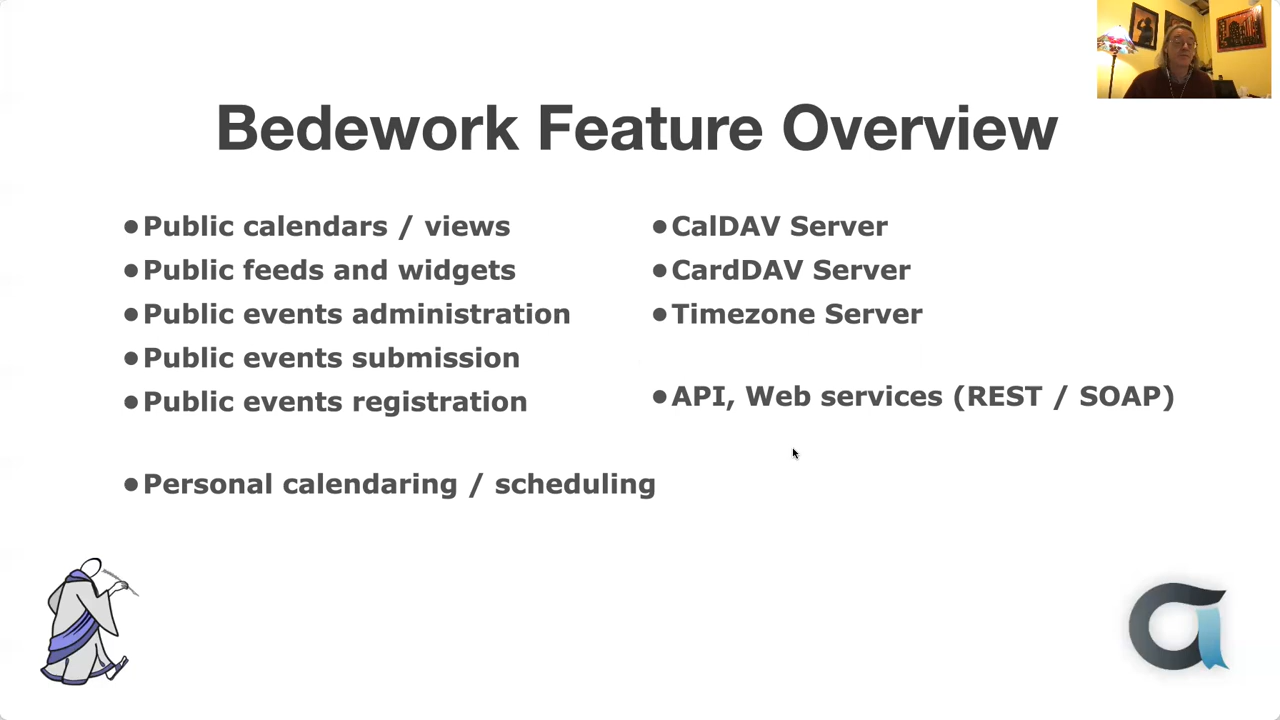 Bedework Feature Overview
•Public calendars / views
•Public feeds and widgets
•Public events administration
•Public events submission
•Public events registration
•Personal calendaring / scheduling
•CalDAV Server
•CardDAV Server
•Timezone Server
•API, Web services (REST / SOAP)